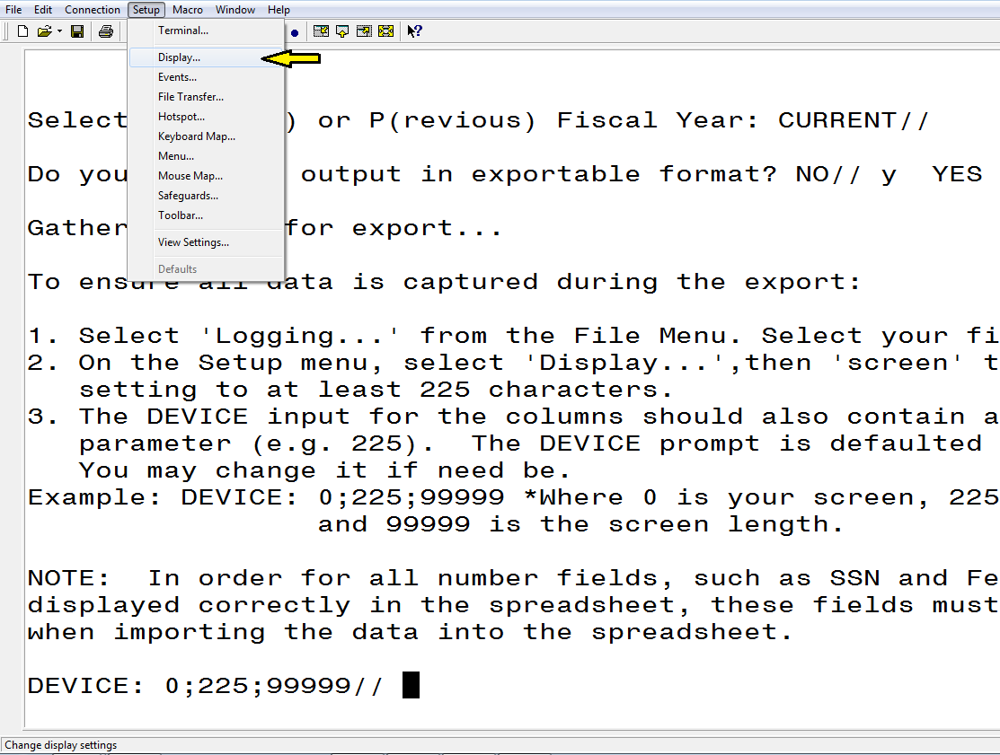 File Edit Connection Setup Macro Window Help
Terminal...
Display...
Events...
File Transfer...
Hotspot...
Keyboard Map...
Menu...
Mouse Map...
Safeguards...
Toolbar...
View Settings...
Defaults
Select ) or P(revious) Fiscal Year: CURRENT//
Do you output in exportable format? NO// y YES
Gather for export...
To ensure all data is captured during the export:
1. Select 'Logging...' from the File Menu. Select your fi
2. On the Setup menu, select 'Display...',then 'screen' t
setting to at least 225 characters.
3. The DEVICE input for the columns should also contain a
parameter (e.g. 225). The DEVICE prompt is defaulted
You may change it if need be.
Example: DEVICE: 0;225;99999 *Where 0 is your screen, 225
and 99999 is the screen length.
NOTE: In order for all number fields, such as SSN and Fe
displayed correctly in the spreadsheet, these fields must
when importing the data into the spreadsheet.
DEVICE: 0;225;99999//
Change display settings